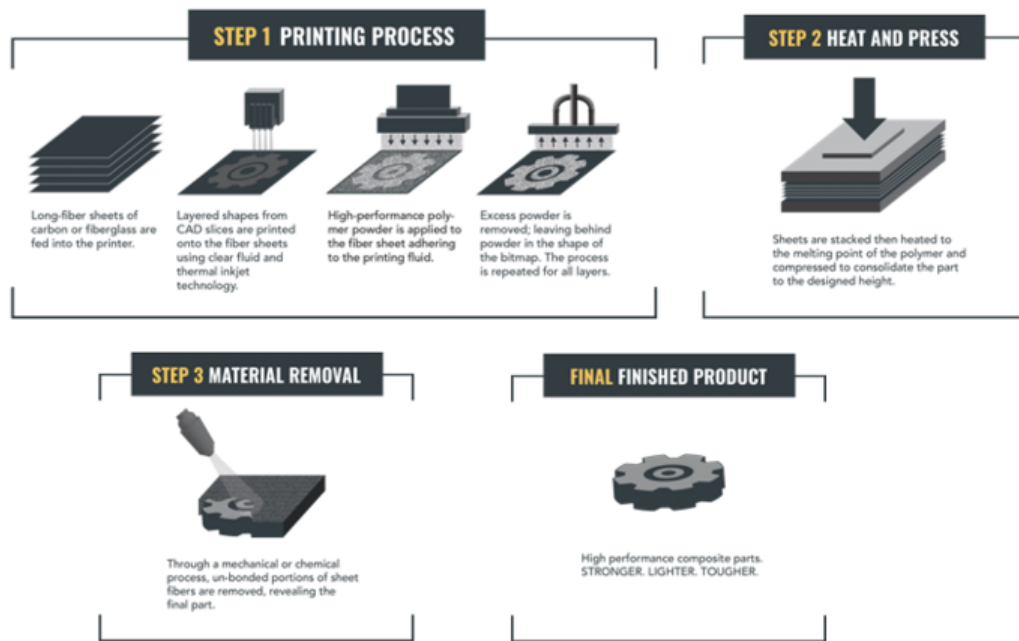 STEP 1 PRINTING PROCESS
Long-fiber sheets of
carbon or fiberglass are
fed into the printer.
Layered shapes from
CAD slices are printed
onto the fiber sheets
using clear fluid and
thermal inkjet
technology.
High-performance poly-
mer powder is applied to
the fiber sheet adhering
to the printing fluid.
Excess powder is
removed; leaving behind
powder in the shape of
the bitmap. The process
is repeated for all layers.
STEP 2 HEAT AND PRESS
Sheets are stacked then heated to
the melting point of the polymer and
compressed to consolidate the part
to the designed height.
STEP 3 MATERIAL REMOVAL
Through a mechanical or chemical
process, un-bonded portions of sheet
fibers are removed, revealing the
final part.
FINAL FINISHED PRODUCT
High performance composite parts.
STRONGER. LIGHTER. TOUGHER.